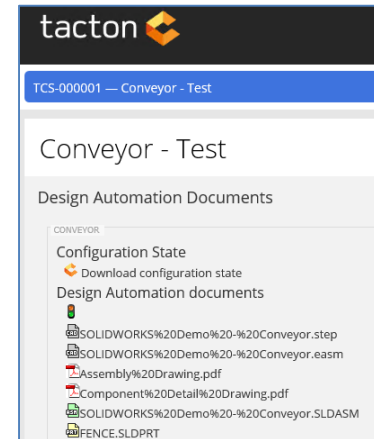 tacton
TCS-000001 — Conveyor - Test
Conveyor - Test
Design Automation Documents
CONVEYOR
Configuration State
Download configuration state
Design Automation documents
SOLIDWORKS%20Demo%20-%20Conveyor.step
SOLIDWORKS%20Demo%20-%20Conveyor.easm
Assembly%20Drawing.pdf
Component%20Detail%20Drawing.pdf
SOLIDWORKS%20Demo%20-%20Conveyor.SLDASM
FENCE.SLDPRT